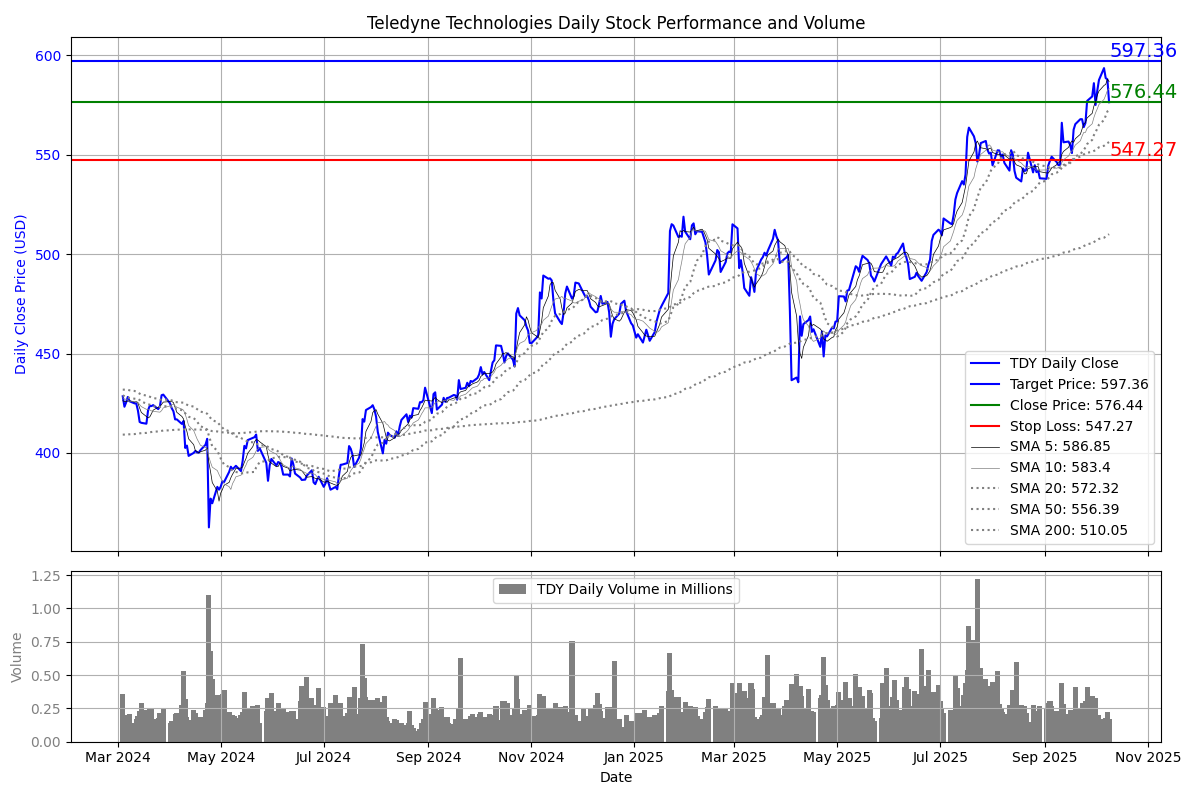 Teledyne Technologies Daily Stock Performance and Volume
Daily Close Price (USD)
600
550
500
450
400
597.36
576.44
547.27
TDY Daily Close
Target Price: 597.36
Close Price: 576.44
Stop Loss: 547.27
SMA 5: 586.85
SMA 10: 583.4
SMA 20: 572.32
SMA 50: 556.39
SMA 200: 510.05
Volume
1.25
1.00
0.75
0.50
0.25
0.00
TDY Daily Volume in Millions
Mar 2024 May 2024 Jul 2024 Sep 2024 Nov 2024 Jan 2025 Mar 2025 May 2025 Jul 2025 Sep 2025 Nov 2025
Date